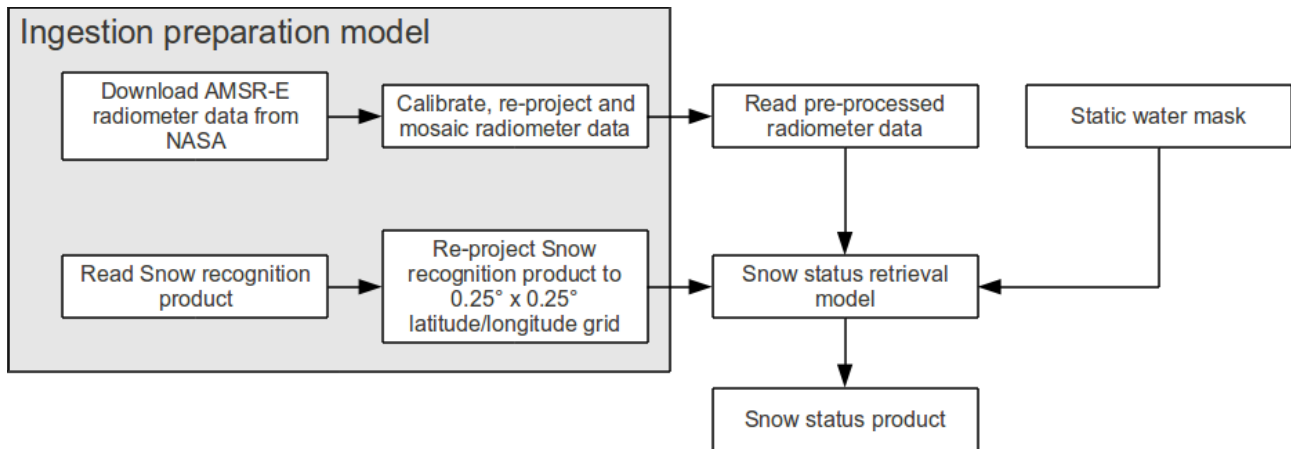 Ingestion preparation model
Download AMSR-E
radiometer data from
NASA
Calibrate, re-project and
mosaic radiometer data
Read pre-processed
radiometer data
Static water mask
Read Snow recognition
product
Re-project Snow
recognition product to
0.25° x 0.25°
latitude/longitude grid
Snow status retrieval
model
Snow status product